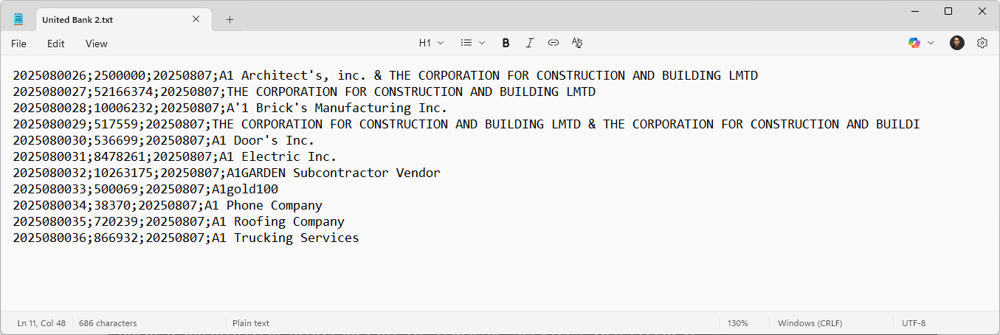 United Bank 2.txt
File Edit View H1 B I
2025080026;2500000;20250807;A1 Architect's, inc. & THE CORPORATION FOR CONSTRUCTION AND BUILDING LMTD
2025080027;52166374;20250807;THE CORPORATION FOR CONSTRUCTION AND BUILDING LMTD
2025080028;10006232;20250807;A'1 Brick's Manufacturing Inc.
2025080029;517559;20250807;THE CORPORATION FOR CONSTRUCTION AND BUILDING LMTD & THE CORPORATION FOR CONSTRUCTION AND BUILDI
2025080030;536699;20250807;A1 Door's Inc.
2025080031;8478261;20250807;A1 Electric Inc.
2025080032;10263175;20250807;A1GARDEN Subcontractor Vendor
2025080033;500069;20250807;A1gold100
2025080034;38370;20250807;A1 Phone Company
2025080035;720239;20250807;A1 Roofing Company
2025080036;866932;20250807;A1 Trucking Services
Ln 11, Col 48 686 characters Plain text 130% Windows (CRLF) UTF-8